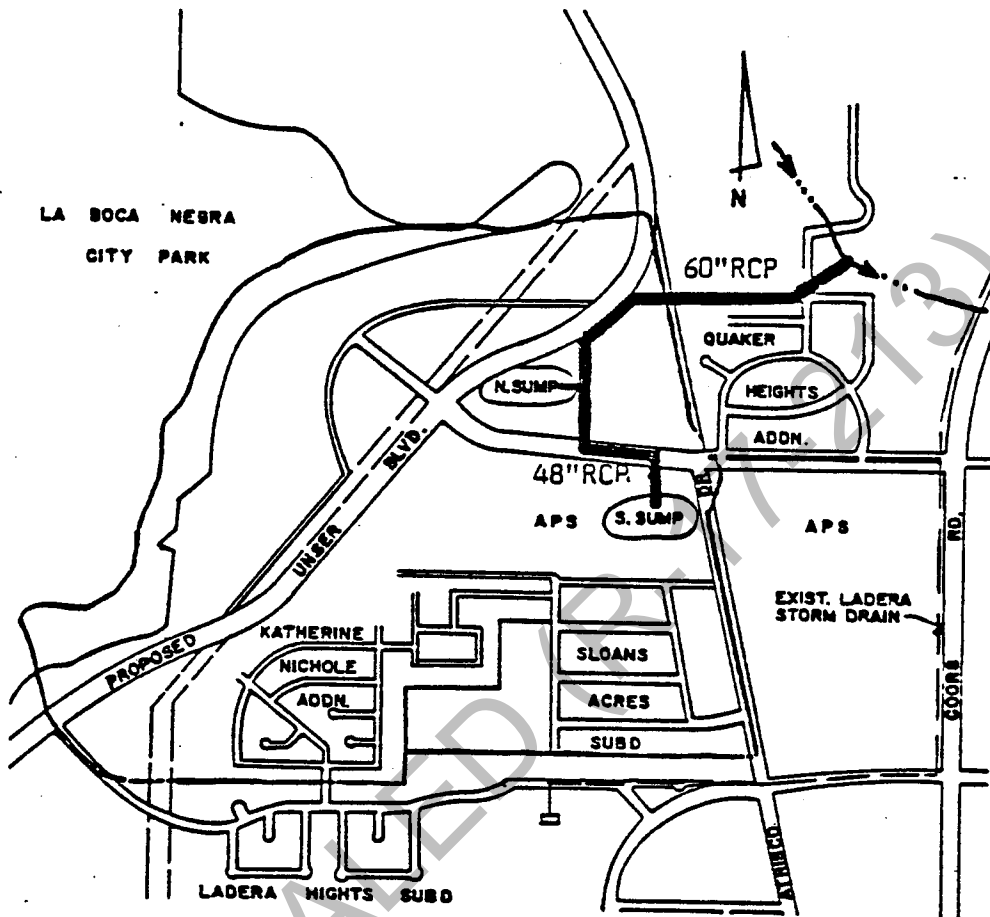 N
LA BOCA NEGRA
CITY PARK
60"RCP
QUAKER
HEIGHTS
ADDN.
N.SUMP
UNSER BLVD.
48"RCP.
APS
S. SUMP
DR.
APS
RD.
EXIST. LADERA
STORM DRAIN
COORS
PROPOSED
KATHERINE
NICHOLE
ADDN.
SLOANS
ACRES
SUBD
LADERA HIGHTS SUBD